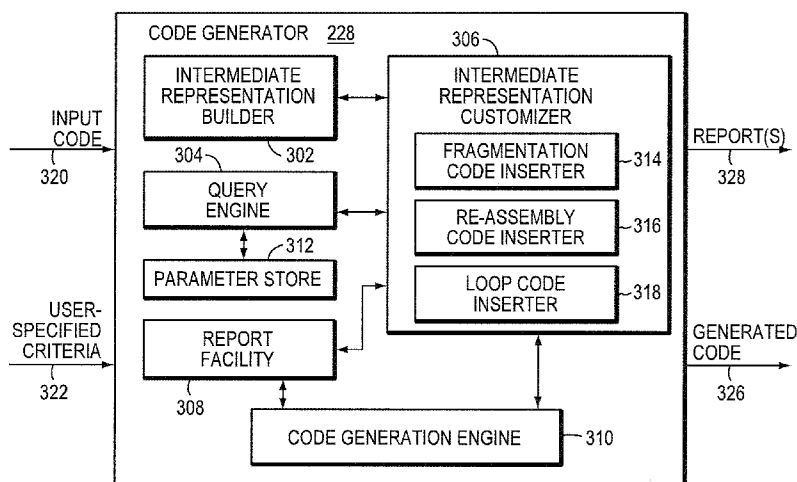 CODE GENERATOR 228
INTERMEDIATE
REPRESENTATION
BUILDER
302
304
QUERY
ENGINE
312
PARAMETER STORE
REPORT
FACILITY
308
306
INTERMEDIATE
REPRESENTATION
CUSTOMIZER
FRAGMENTATION
CODE INSERTER
314
RE-ASSEMBLY
CODE INSERTER
316
LOOP CODE
INSERTER
318
CODE GENERATION ENGINE
310
INPUT
CODE
320
USER-
SPECIFIED
CRITERIA
322
REPORT(S)
328
GENERATED
CODE
326